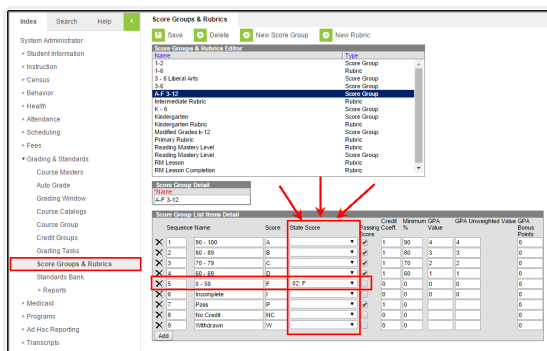 Index Search Help
System Administrator
Student Information
Instruction
Census
Behavior
Health
Attendance
Scheduling
Fees
Grading & Standards
Course Masters
Auto Grade
Grading Window
Course Catalogs
Course Group
Credit Groups
Grading Tasks
Score Groups & Rubrics
Standards Bank
Reports
Medicaid
Programs
Ad Hoc Reporting
Transcripts
Score Groups & Rubrics
Save Delete New Score Group New Rubric
Score Groups & Rubrics Editor
Name Type
1-2 Score Group
1-6 Rubric
3 - 6 Liberal Arts Score Group
3-6 Score Group
A-F 3-12 Score Group
Intermediate Rubric Rubric
K - 6 Score Group
Kindergarten Score Group
Kindergarten Rubric Rubric
Modified Grades k-12 Score Group
Primary Rubric Rubric
Reading Mastery Level Rubric
Reading Mastery Level Score Group
RM Lesson Rubric
RM Lesson Completion Rubric
Score Group Detail
*Name
A-F 3-12
Score Group List Items Detail
Sequence Name Score State Score Passing Score Credit Coeff. Minimum % GPA Value GPA Unweighted Value GPA Bonus Points
1 90 - 100 A 1 90 4 4 0
2 80 - 89 B 1 80 3 3 0
3 70 - 79 C 1 70 2 2 0
4 60 - 69 D 1 60 1 1 0
5 0 - 59 F 02: F 0 0 0 0 0
6 Incomplete I 0 0 0 0 0
7 Pass P 1 0 0
8 No Credit NC 0 0 0
9 Withdrawn W 0 0 0
Add